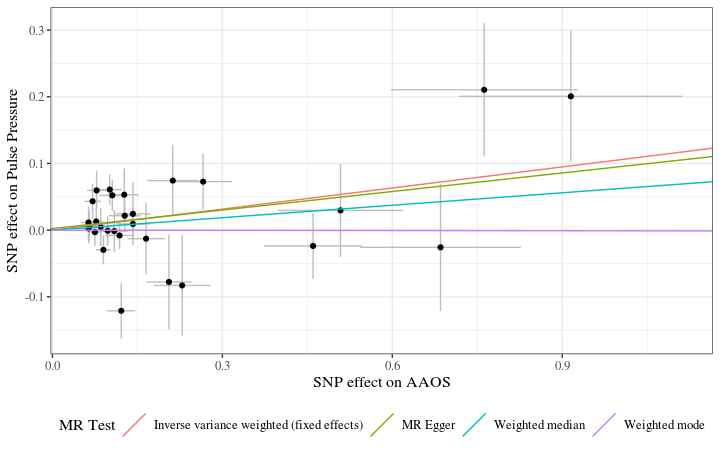 0.3
0.2
0.1
0.0
-0.1
SNP effect on Pulse Pressure
0.0 0.3 0.6 0.9
SNP effect on AAOS
MR Test Inverse variance weighted (fixed effects) MR Egger Weighted median Weighted mode